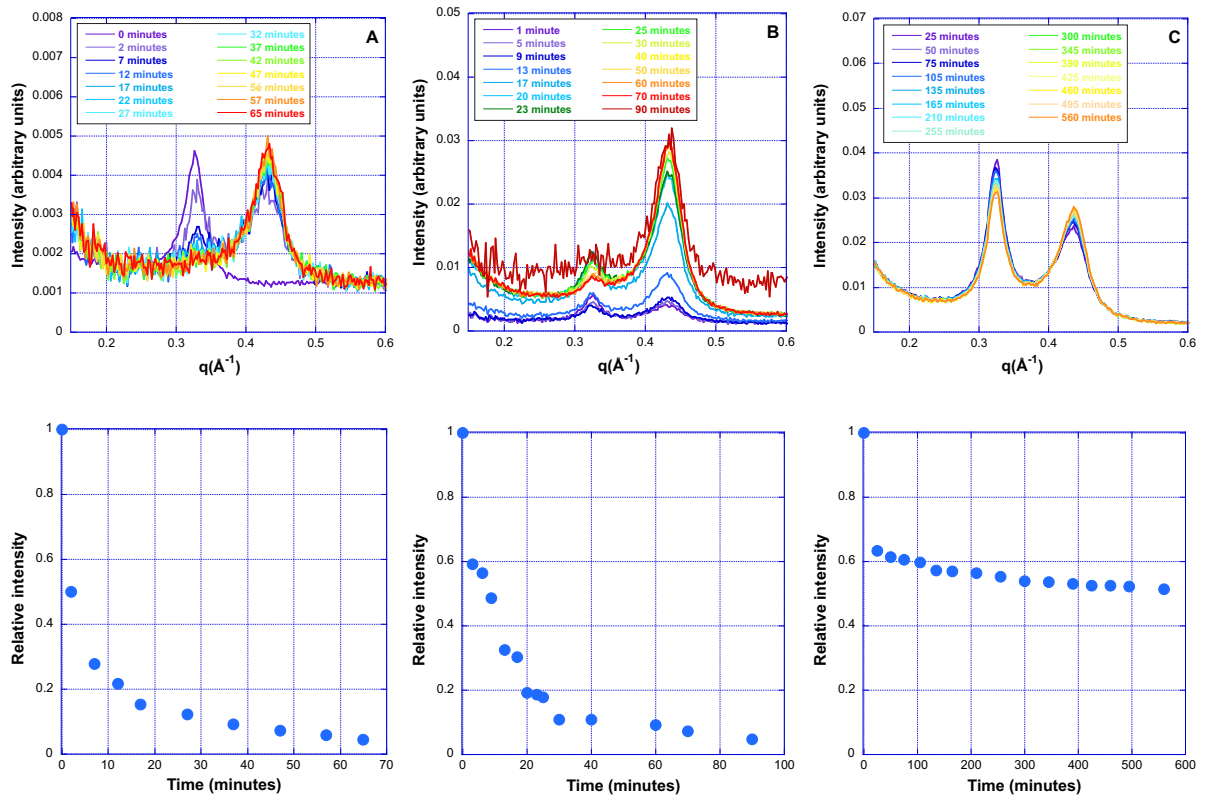 A
0.008
0.007
0.006
0.005
0.004
0.003
0.002
0.001
0
Intensity (arbitrary units)
0 minutes
2 minutes
7 minutes
12 minutes
17 minutes
22 minutes
27 minutes
32 minutes
37 minutes
42 minutes
47 minutes
57 minutes
65 minutes
0.2 0.3 0.4 0.5 0.6
q(Å-1)
B
0.05
0.04
0.03
0.02
0.01
0
Intensity (arbitrary units)
1 minute
5 minutes
9 minutes
13 minutes
17 minutes
20 minutes
23 minutes
25 minutes
30 minutes
40 minutes
50 minutes
60 minutes
70 minutes
90 minutes
0.2 0.3 0.4 0.5 0.6
q(Å-1)
C
0.07
0.06
0.05
0.04
0.03
0.02
0.01
0
Intensity (arbitrary units)
25 minutes
50 minutes
75 minutes
105 minutes
135 minutes
165 minutes
210 minutes
255 minutes
300 minutes
345 minutes
390 minutes
425 minutes
460 minutes
495 minutes
560 minutes
0.2 0.3 0.4 0.5 0.6
q(Å-1)
1
0.8
0.6
0.4
0.2
0
Relative intensity
0 10 20 30 40 50 60 70
Time (minutes)
1
0.8
0.6
0.4
0.2
0
Relative intensity
0 20 40 60 80 100
Time (minutes)
1
0.8
0.6
0.4
0.2
0
Relative intensity
0 100 200 300 400 500 600
Time (minutes)